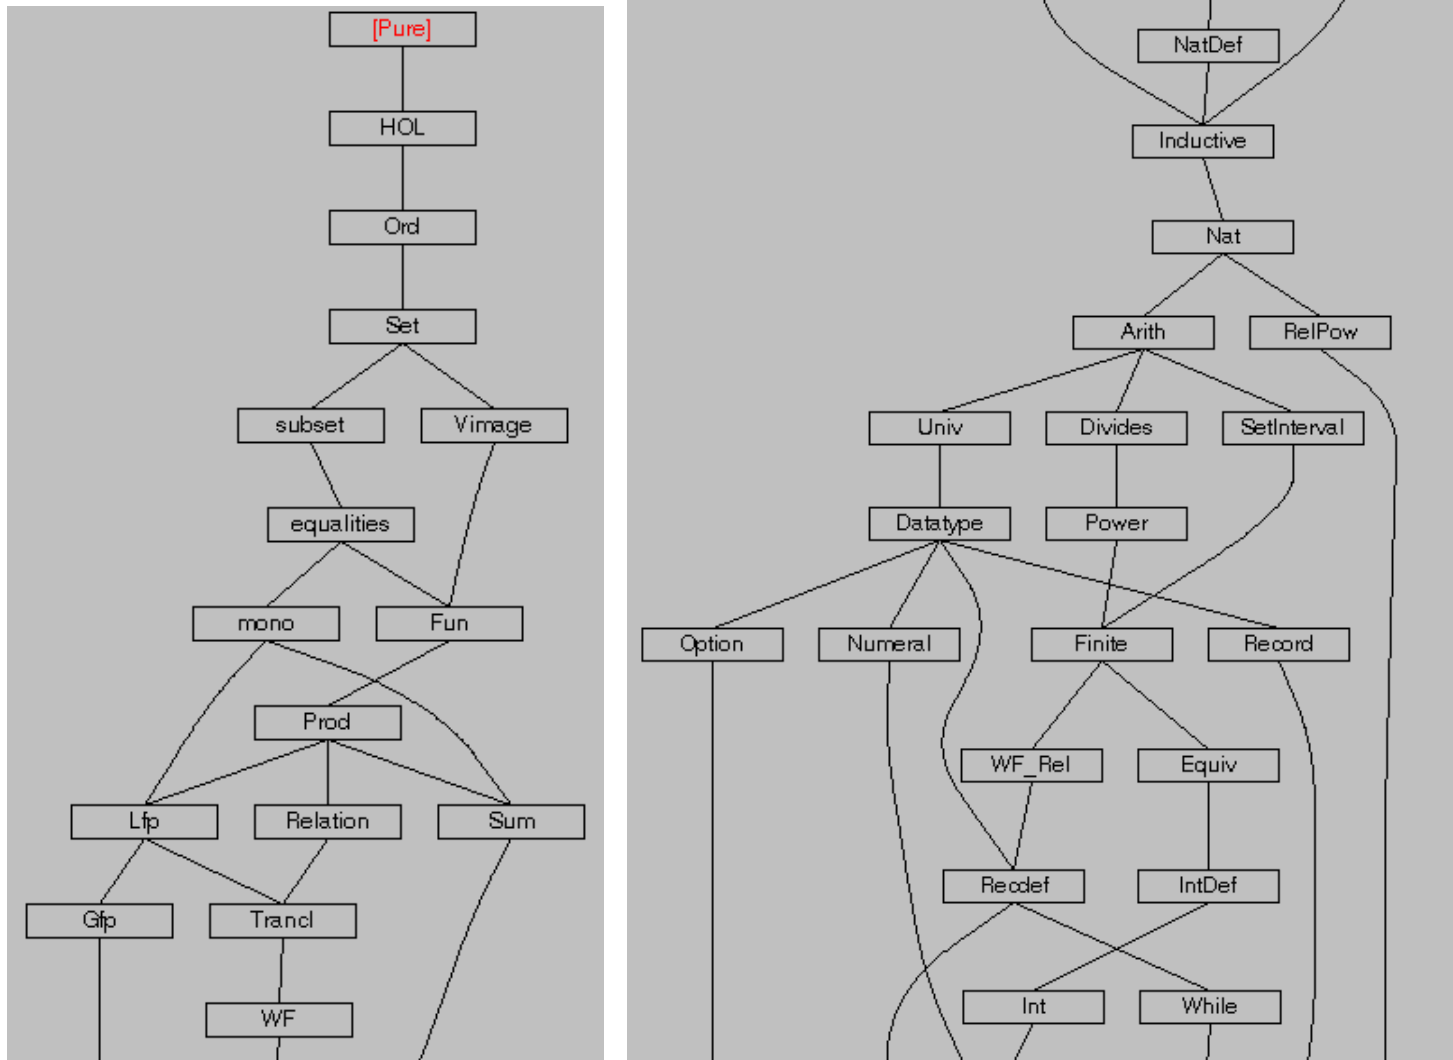 [Pure]
HOL
Ord
Set
subset
Vimage
equalities
mono
Fun
Prod
Lfp
Relation
Sum
Gfp
Trancl
WF
NatDef
Inductive
Nat
Arith
RelPow
Univ
Divides
SetInterval
Datatype
Power
Option
Numeral
Finite
Record
WF_Rel
Equiv
Recdef
IntDef
Int
While